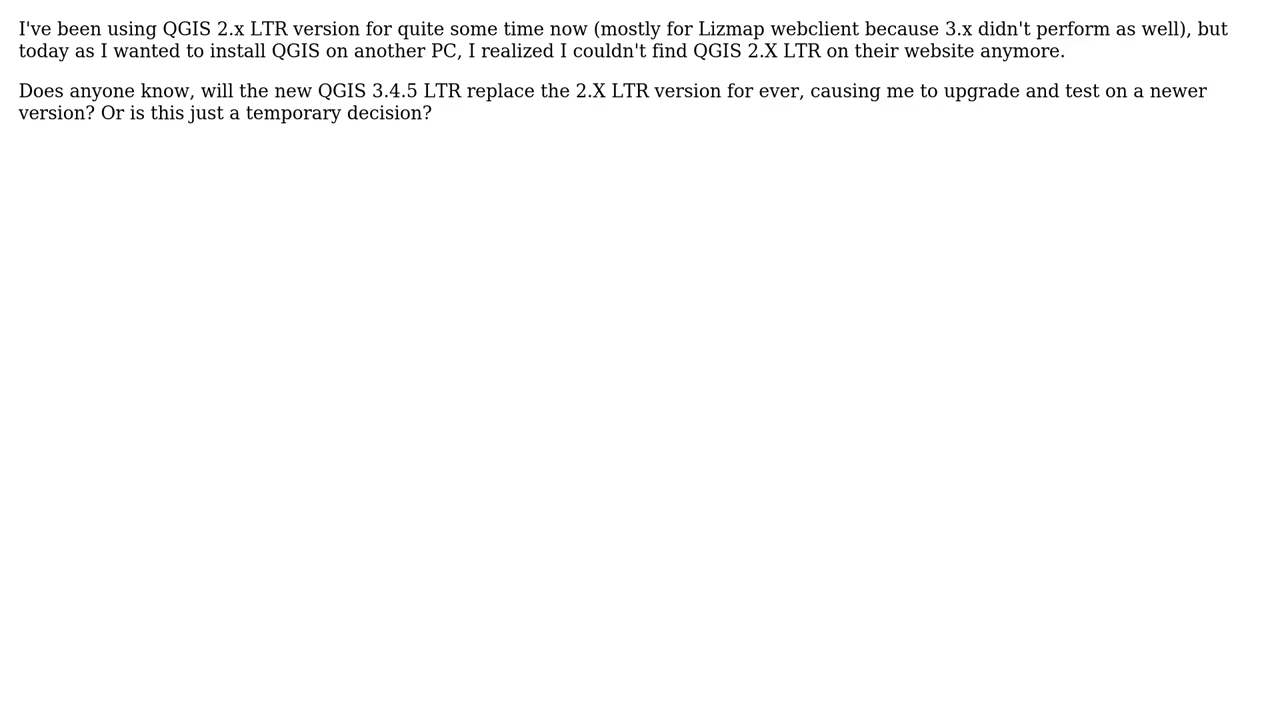 I've been using QGIS 2.x LTR version for quite some time now (mostly for Lizmap webclient because 3.x didn't perform as well), but
today as I wanted to install QGIS on another PC, I realized I couldn't find QGIS 2.X LTR on their website anymore.
Does anyone know, will the new QGIS 3.4.5 LTR replace the 2.X LTR version for ever, causing me to upgrade and test on a newer
version? Or is this just a temporary decision?